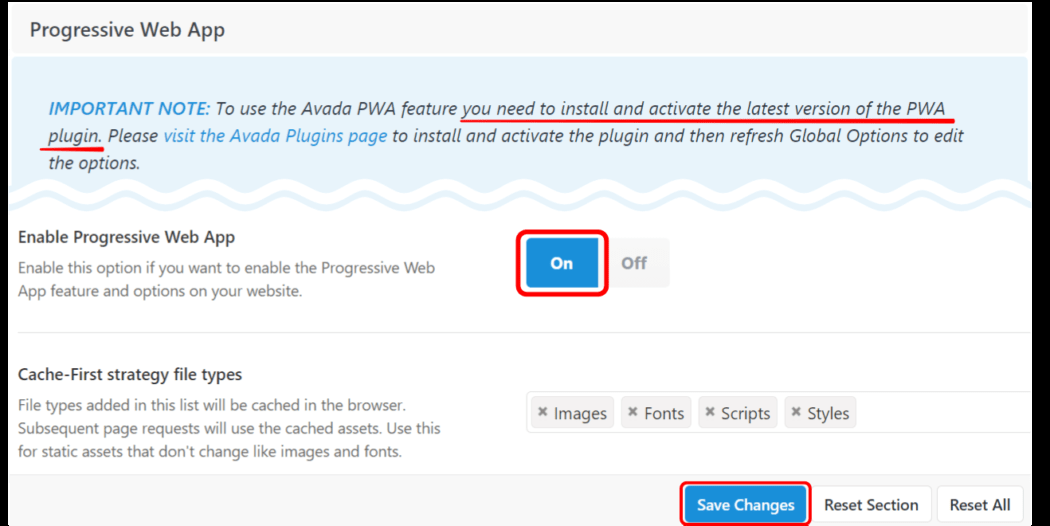 Progressive Web App
IMPORTANT NOTE: To use the Avada PWA feature you need to install and activate the latest version of the PWA
plugin. Please visit the Avada Plugins page to install and activate the plugin and then refresh Global Options to edit
the options.
Enable Progressive Web App
Enable this option if you want to enable the Progressive Web
App feature and options on your website.
On Off
Cache-First strategy file types
File types added in this list will be cached in the browser.
Subsequent page requests will use the cached assets. Use this
for static assets that don't change like images and fonts.
× Images × Fonts × Scripts × Styles
Save Changes Reset Section Reset All